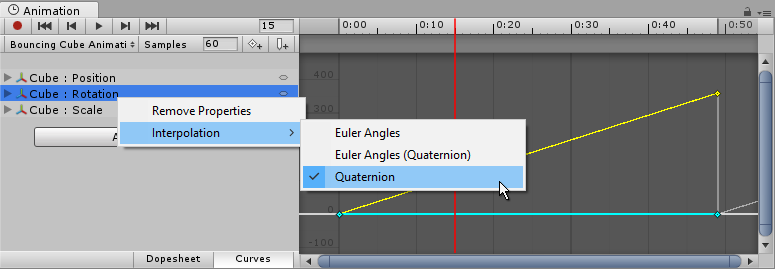 Animation
15
0:00 0:10 0:20 0:30 0:40 0:50
Bouncing Cube Animati Samples 60
Cube : Position
400
Cube : Rotation
300
Cube : Scale
Remove Properties
Interpolation
Euler Angles
Euler Angles (Quaternion)
Quaternion
0
-100
Dopesheet Curves